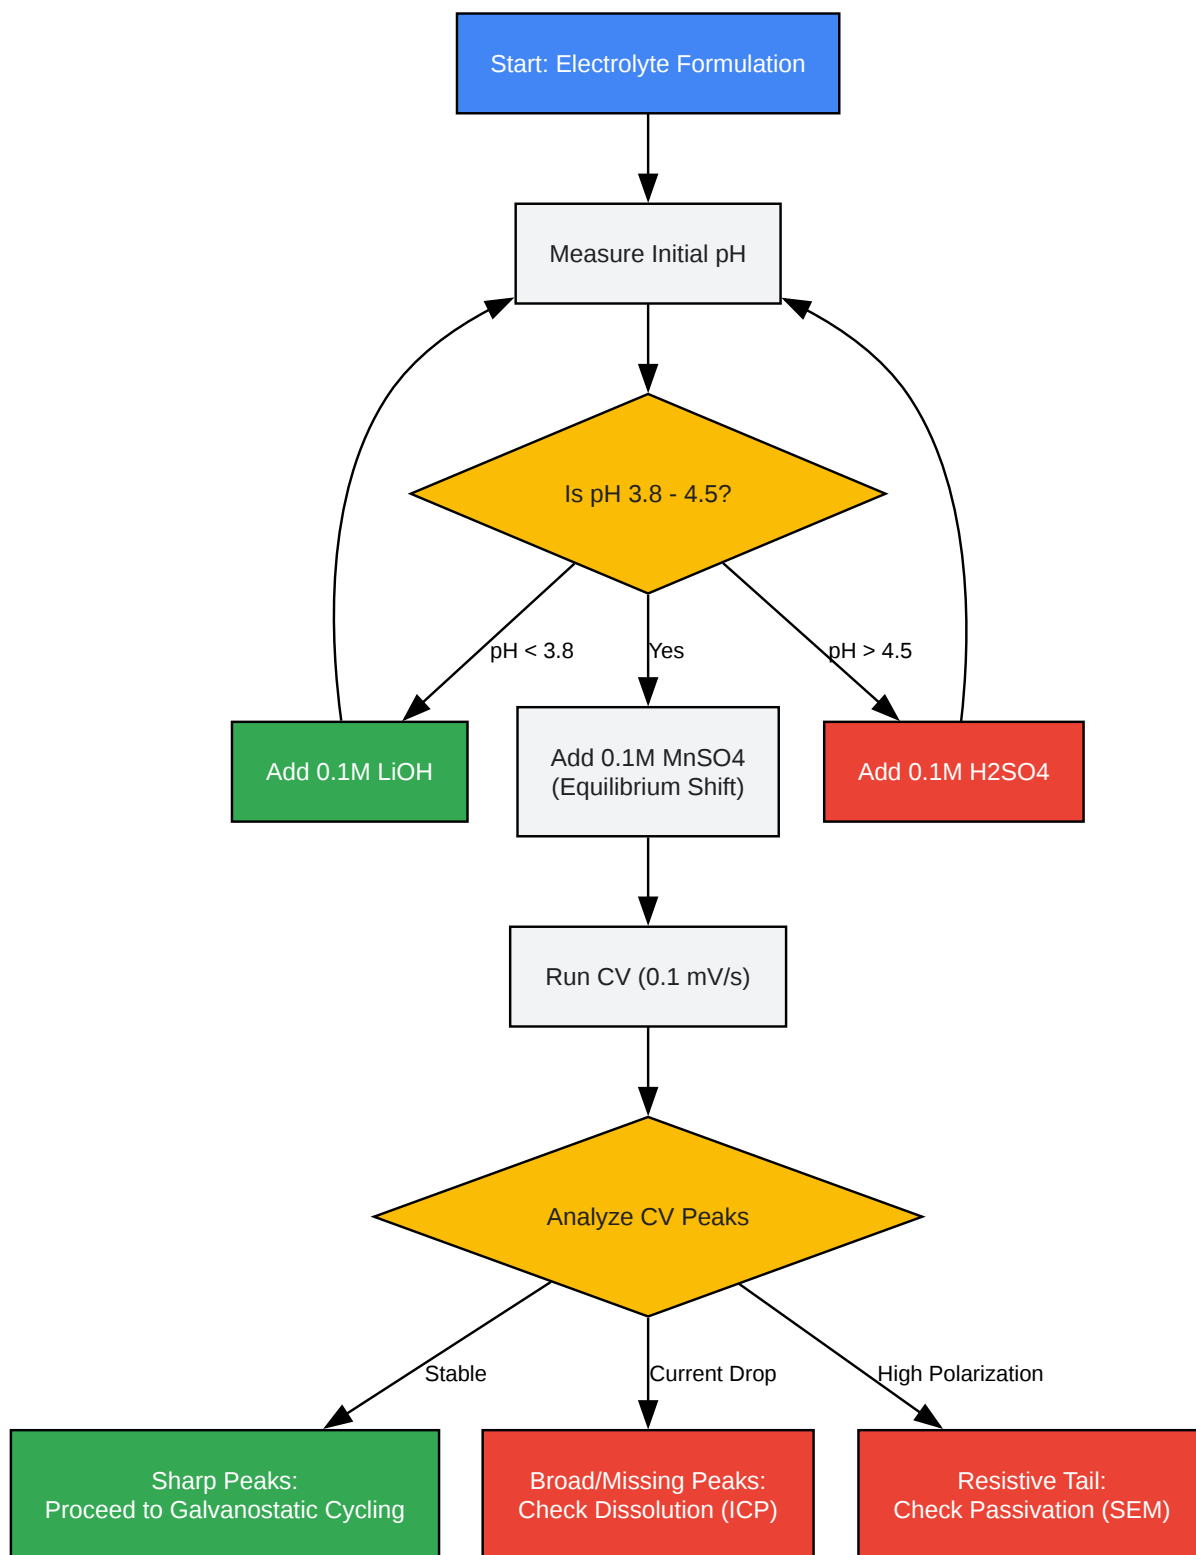 Start: Electrolyte Formulation
Measure Initial pH
Is pH 3.8 - 4.5?
pH < 3.8
Yes
pH > 4.5
Add 0.1M LiOH
Add 0.1M MnSO4
(Equilibrium Shift)
Add 0.1M H2SO4
Run CV (0.1 mV/s)
Analyze CV Peaks
Stable
Current Drop
High Polarization
Sharp Peaks:
Proceed to Galvanostatic Cycling
Broad/Missing Peaks:
Check Dissolution (ICP)
Resistive Tail:
Check Passivation (SEM)